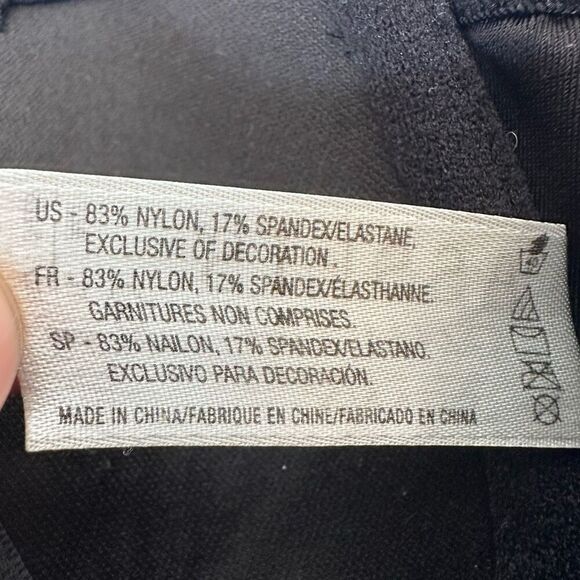 US - 83% NYLON, 17% SPANDEX/ELASTANE,
EXCLUSIVE OF DECORATION.
FR - 83% NYLON, 17% SPANDEX/ÉLASTHANNE.
GARNITURES NON COMPRISES.
SP - 83% NAILON, 17% SPANDEX/ELASTANO.
EXCLUSIVO PARA DECORACIÓN.
MADE IN CHINA/FABRIQUE EN CHINE/FABRICADO EN CHINA